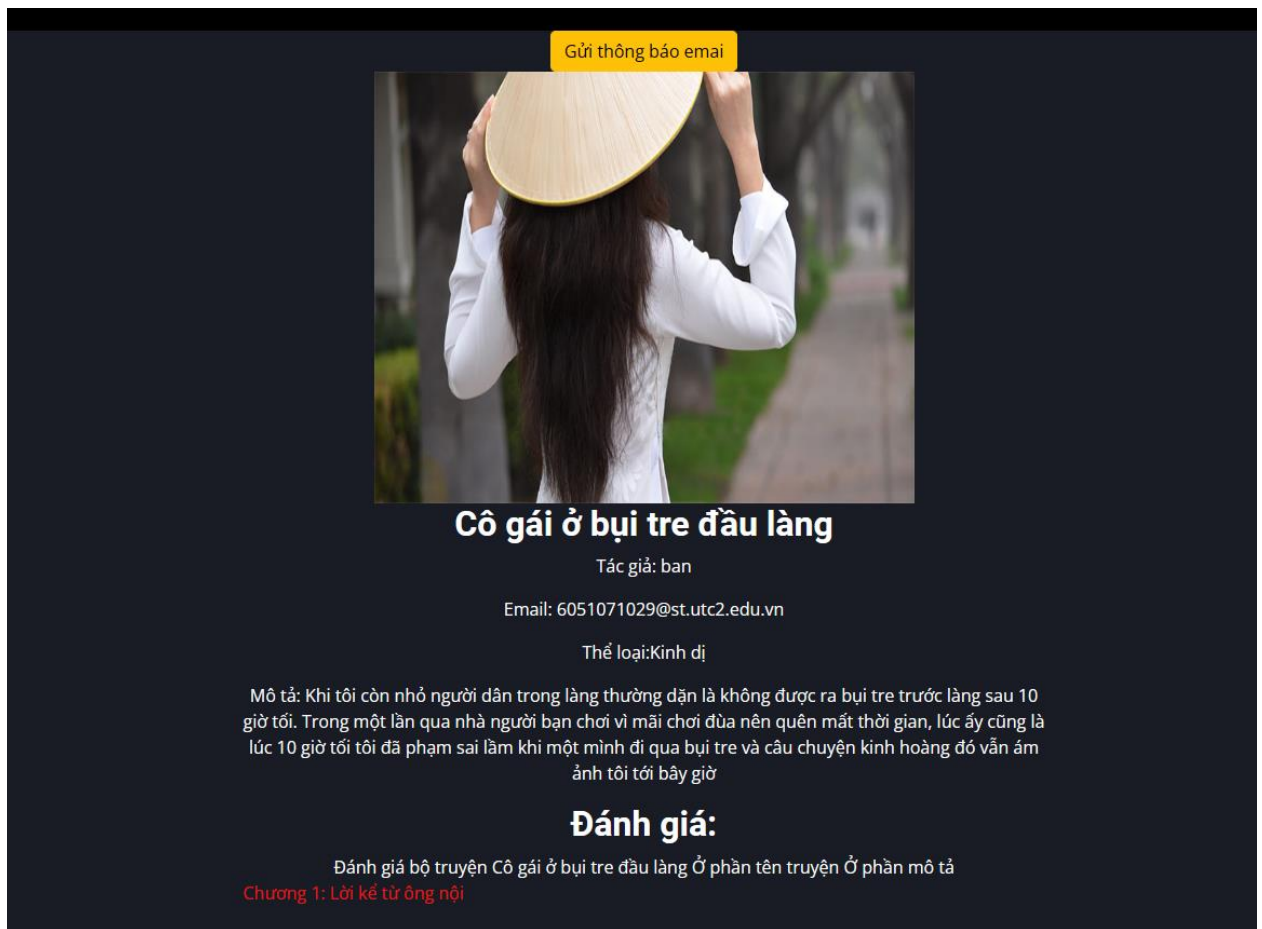 Gửi thông báo emai
Cô gái ở bụi tre đầu làng
Tác giả: ban
Email: 6051071029@st.utc2.edu.vn
Thể loại:Kinh dị
Mô tả: Khi tôi còn nhỏ người dân trong làng thường dặn là không được ra bụi tre trước làng sau 10
giờ tối. Trong một lần qua nhà người bạn chơi vì mãi chơi đùa nên quên mất thời gian, lúc ấy cũng là
lúc 10 giờ tối tôi đã phạm sai lầm khi một mình đi qua bụi tre và câu chuyện kinh hoàng đó vẫn ám
ảnh tôi tới bây giờ
Đánh giá:
Đánh giá bộ truyện Cô gái ở bụi tre đầu làng Ở phần tên truyện Ở phần mô tả
Chương 1: Lời kể từ ông nội